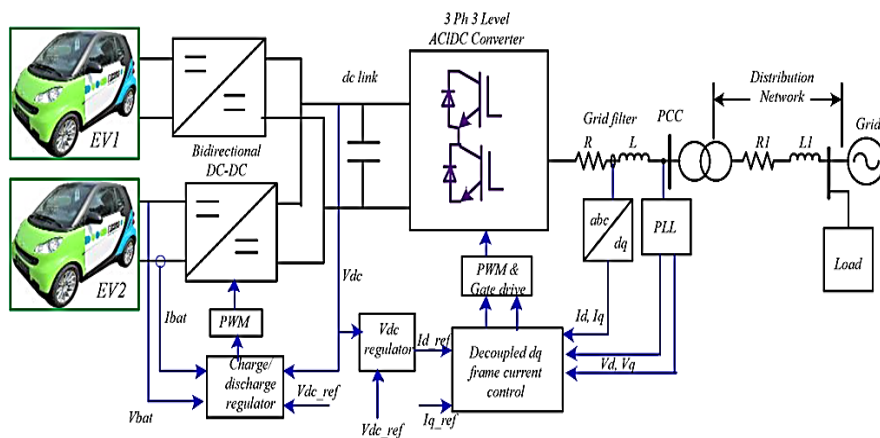 3 Ph 3 Level
AC/DC Converter
dc link
Distribution
Network
Grid filter
PCC
Grid
R
L
R1
L1
EV1
Bidirectional
DC-DC
abc
dq
PLL
Load
EV2
Vdc
PWM &
Gate drive
Ibat
PWM
Id, Iq
Vdc
regulator
Id_ref
Decoupled dq
frame current
control
Charge/
discharge
regulator
Vd, Vq
Vdc_ref
Vbat
Iq_ref
Vdc_ref